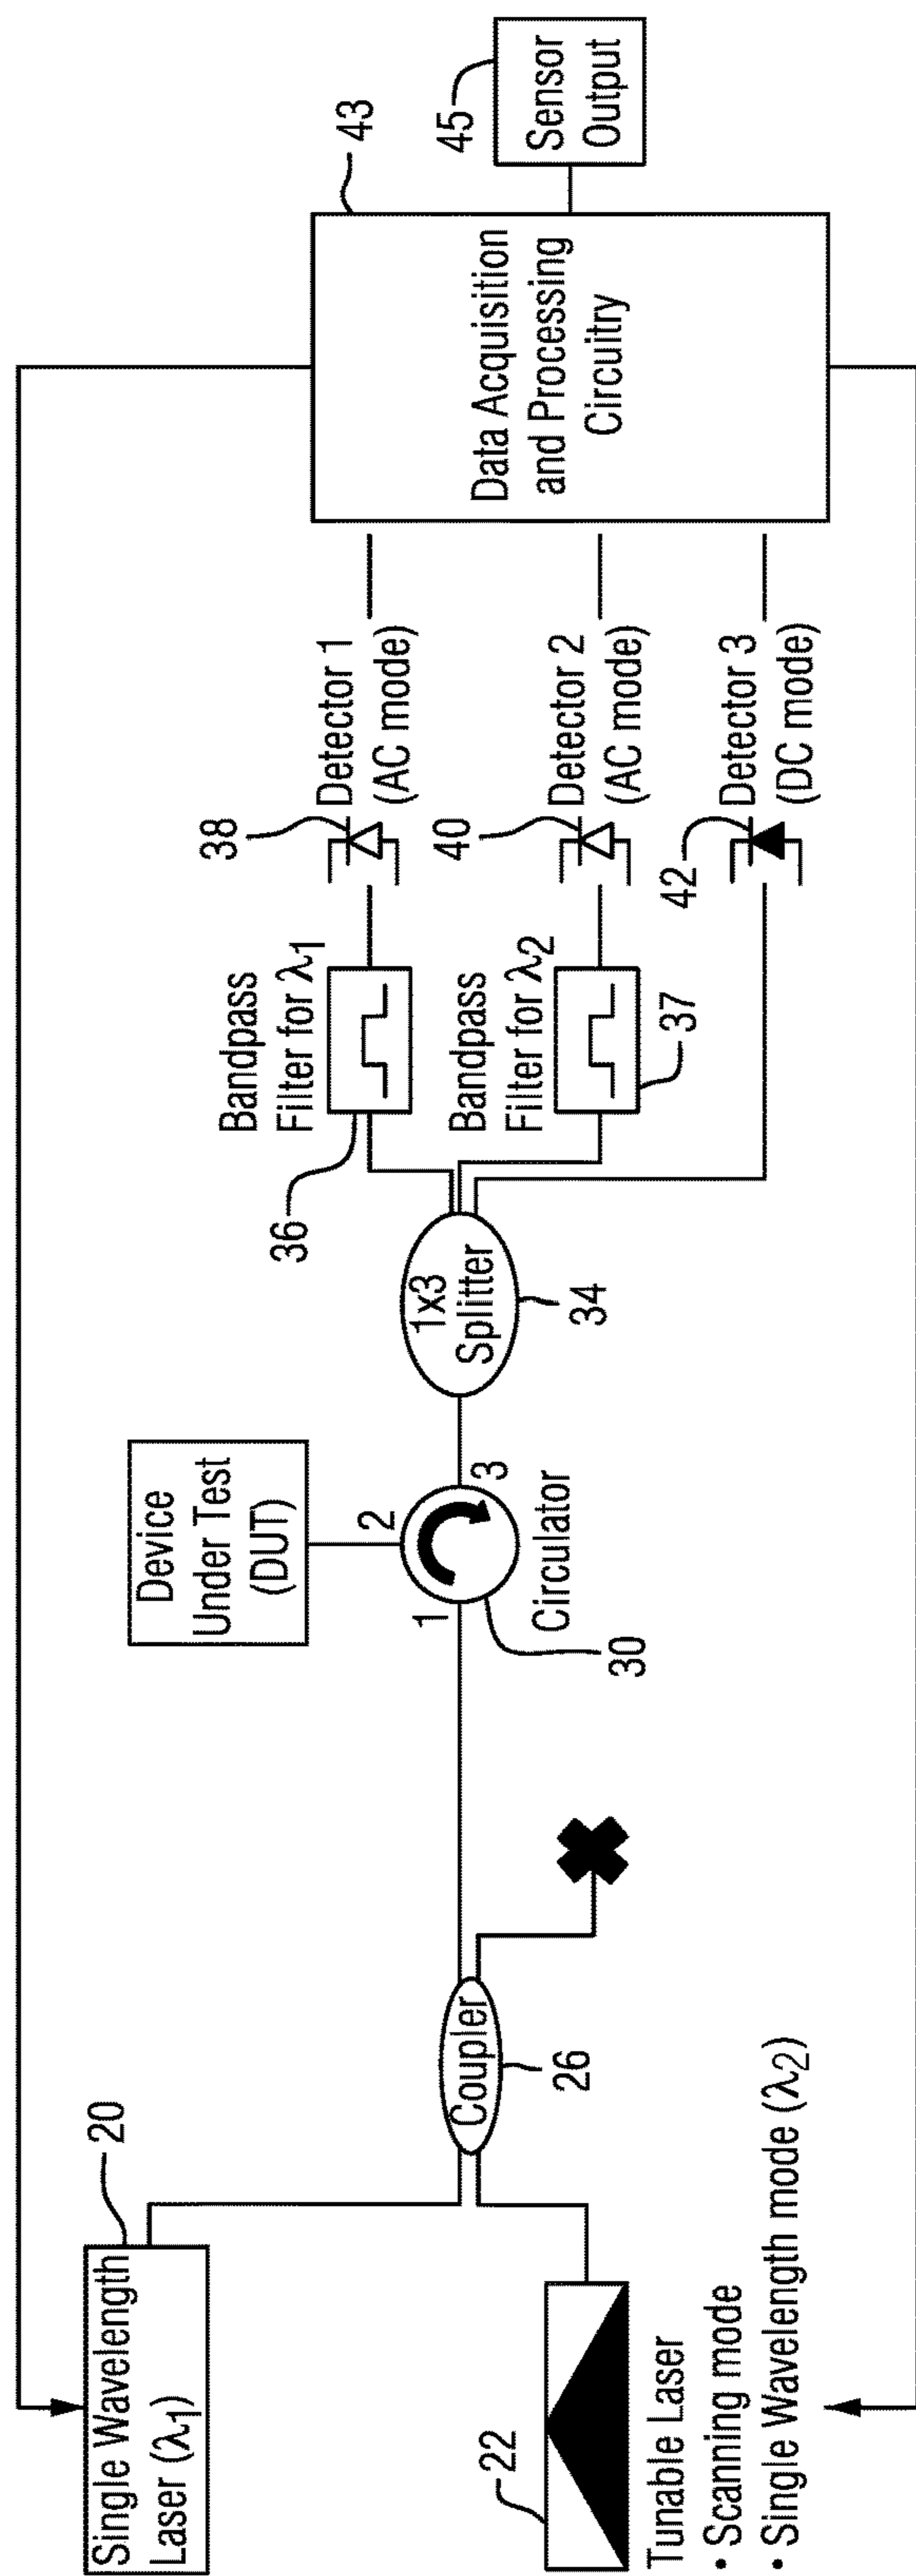 Single Wavelength
Laser (λ1)
20
22
Tunable Laser
• Scanning mode
• Single Wavelength mode (λ2)
Coupler
26
Device
Under Test
(DUT)
1
2
3
Circulator
30
1x3
Splitter
34
36
Bandpass
Filter for λ1
Bandpass
Filter for λ2
37
38
Detector 1
(AC mode)
40
Detector 2
(AC mode)
42
Detector 3
(DC mode)
Data Acquisition
and Processing
Circuitry
43
45
Sensor
Output